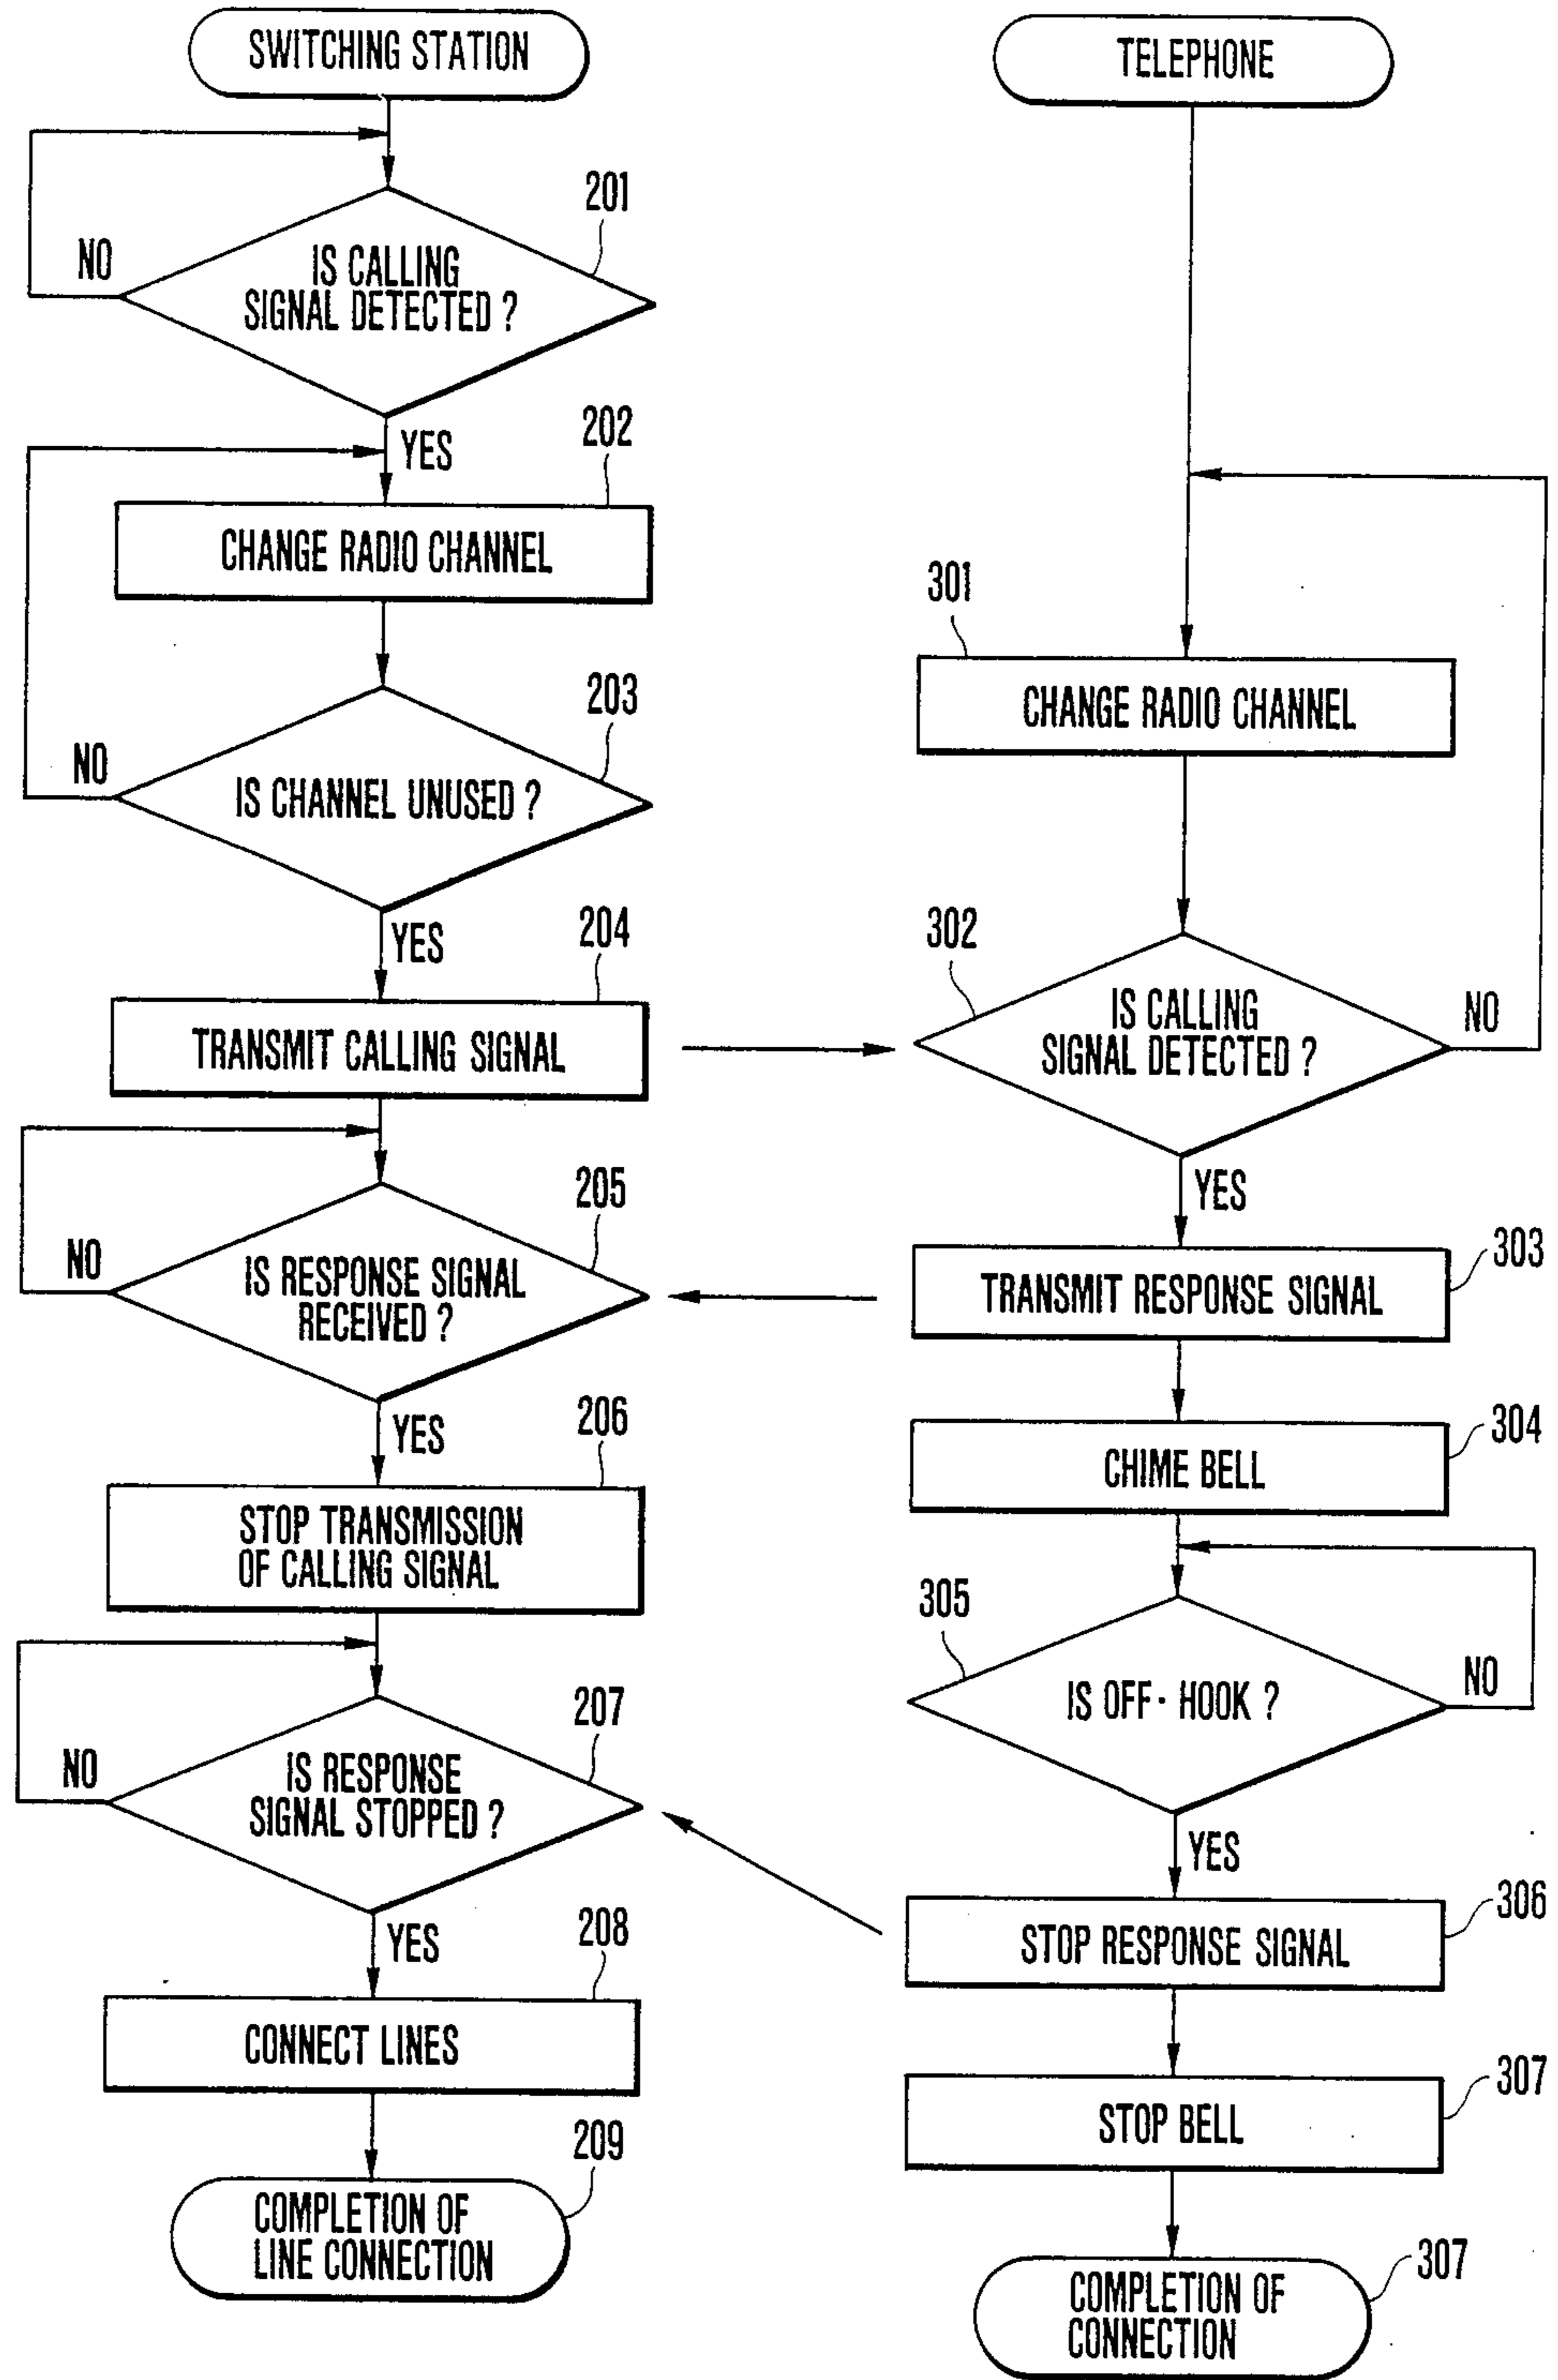 SWITCHING STATION
201
NO
IS CALLING
SIGNAL DETECTED ?
YES
202
CHANGE RADIO CHANNEL
203
NO
IS CHANNEL UNUSED ?
YES
204
TRANSMIT CALLING SIGNAL
205
NO
IS RESPONSE SIGNAL
RECEIVED ?
YES
206
STOP TRANSMISSION
OF CALLING SIGNAL
207
NO
IS RESPONSE
SIGNAL STOPPED ?
YES
208
CONNECT LINES
209
COMPLETION OF
LINE CONNECTION
TELEPHONE
301
CHANGE RADIO CHANNEL
302
IS CALLING
SIGNAL DETECTED ?
NO
YES
303
TRANSMIT RESPONSE SIGNAL
304
CHIME BELL
305
IS OFF-HOOK ?
NO
YES
306
STOP RESPONSE SIGNAL
307
STOP BELL
307
COMPLETION OF
CONNECTION